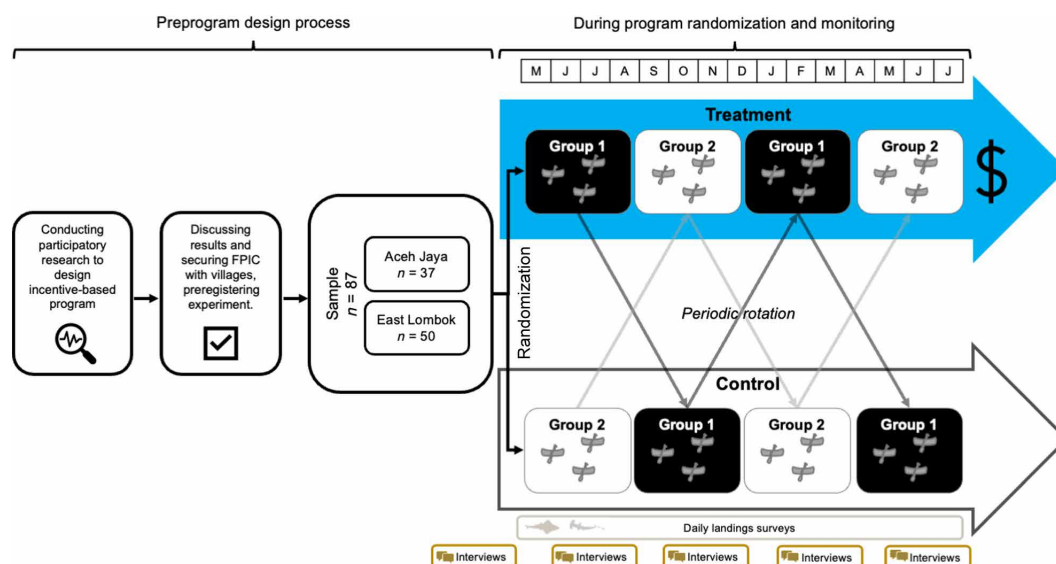 Preprogram design process
During program randomization and monitoring
M J J A S O N D J F M A M J J
Treatment
Group 1
Group 2
Group 1
Group 2
$
Conducting
participatory
research to
design
incentive-based
program
Discussing
results and
securing FPIC
with villages,
preregistering
experiment.
Sample
n = 87
Aceh Jaya
n = 37
East Lombok
n = 50
Randomization
Periodic rotation
Control
Group 2
Group 1
Group 2
Group 1
Daily landings surveys
Interviews
Interviews
Interviews
Interviews
Interviews